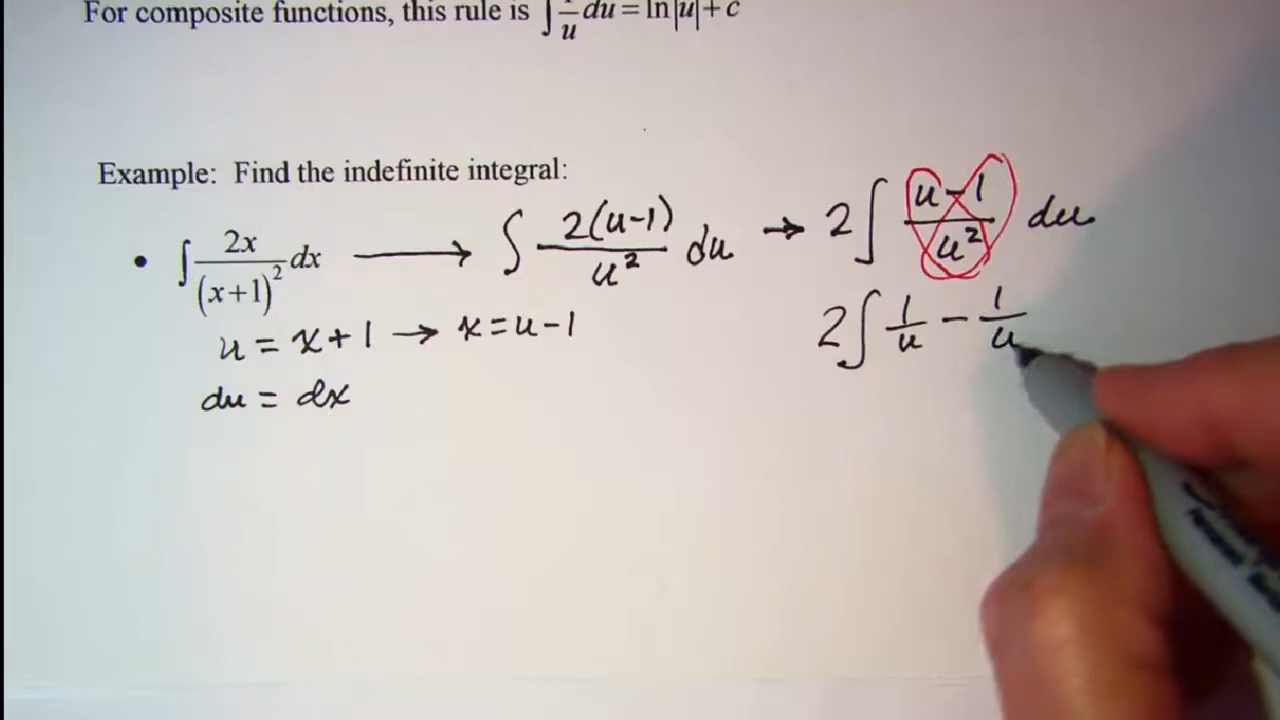 For composite functions, this rule is ∫ 1/u du = ln|u| + c
Example: Find the indefinite integral:
• ∫ 2x/(x+1)² dx → ∫ 2(u-1)/u² du → 2∫ u-1/u² du
u = x+1 → x = u-1
2∫ 1/u - 1/u
du = dx